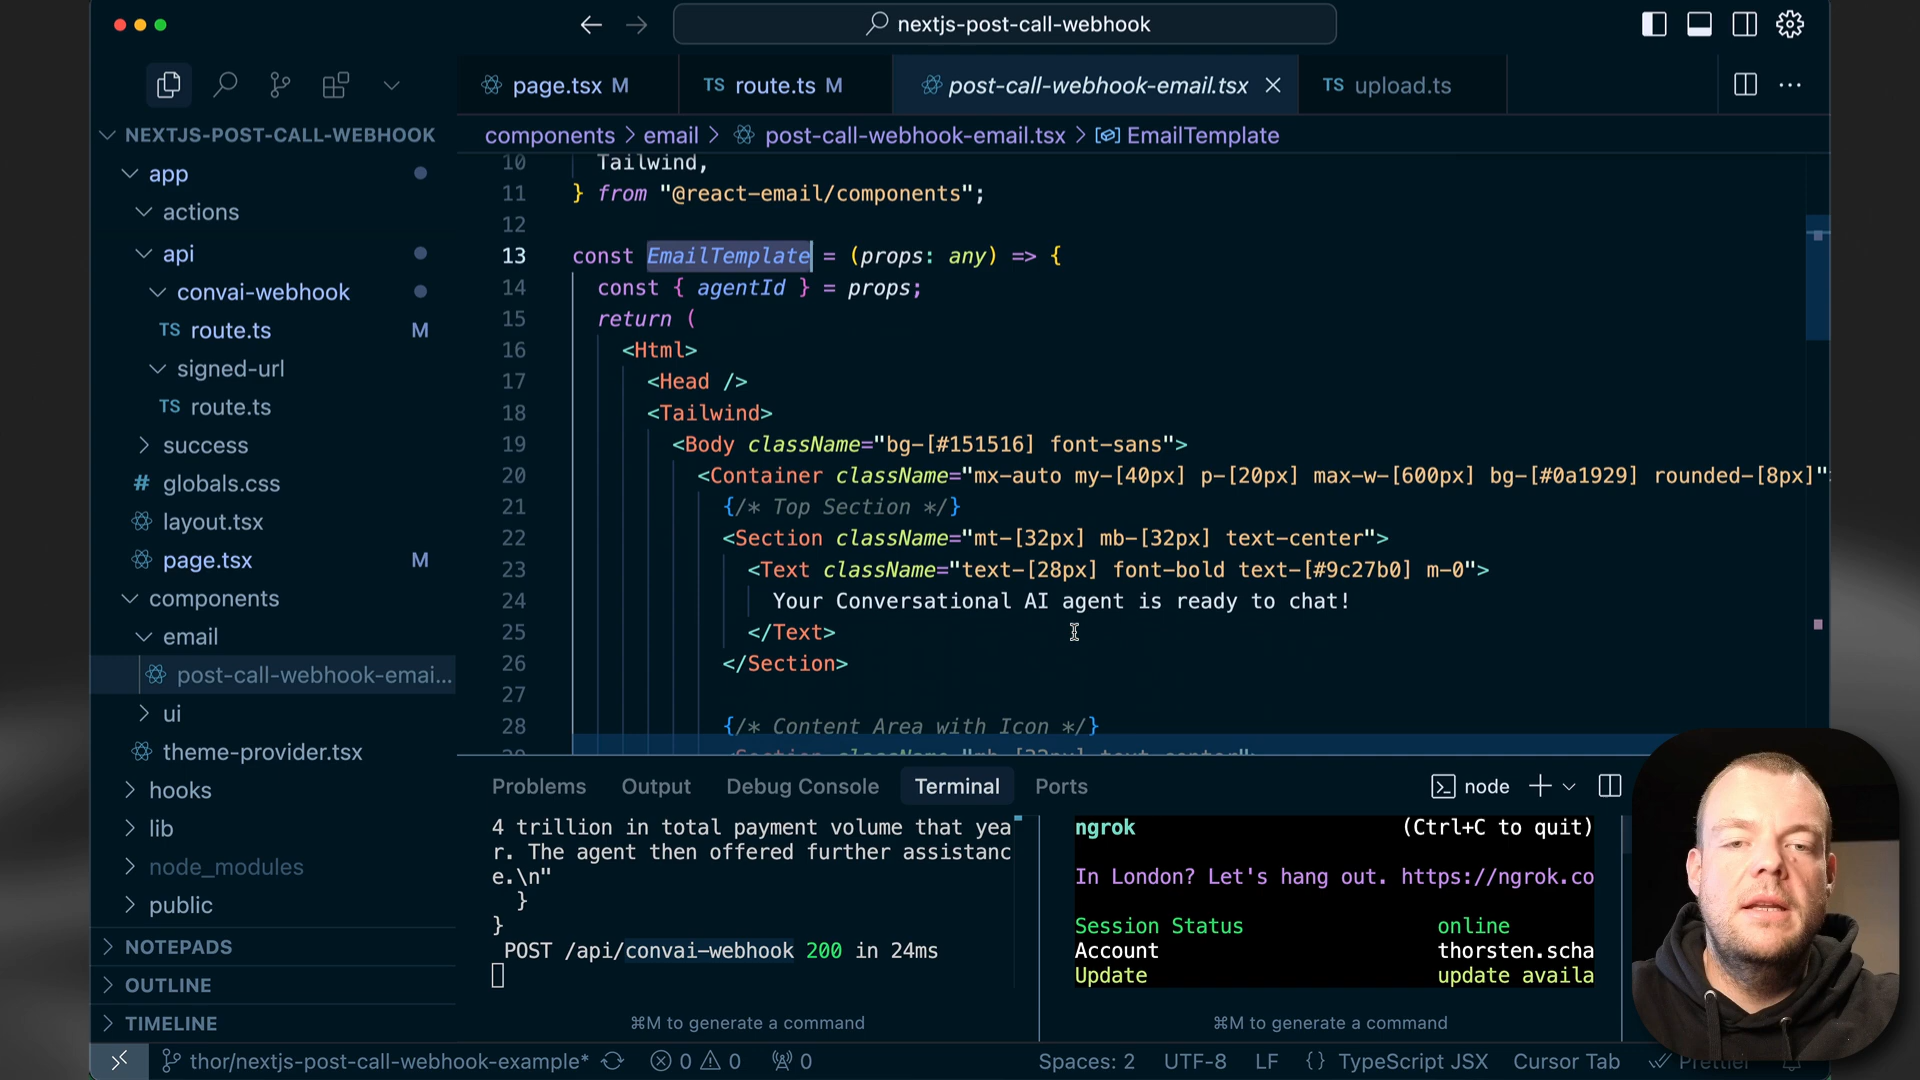 nextjs-post-call-webhook
page.tsx M
TS route.ts M
post-call-webhook-email.tsx
TS upload.ts
NEXTJS-POST-CALL-WEBHOOK
app
actions
api
convai-webhook
TS route.ts M
signed-url
TS route.ts
success
# globals.css
layout.tsx
page.tsx M
components
email
post-call-webhook-emai...
ui
theme-provider.tsx
hooks
lib
node_modules
public
NOTEPADS
OUTLINE
TIMELINE
components > email > post-call-webhook-email.tsx > EmailTemplate
10 Tailwind,
11 } from "@react-email/components";
12
13 const EmailTemplate = (props: any) => {
14 const { agentId } = props;
15 return (
16 <Html>
17 <Head />
18 <Tailwind>
19 <Body className="bg-[#151516] font-sans">
20 <Container className="mx-auto my-[40px] p-[20px] max-w-[600px] bg-[#0a1929] rounded-[8px]"
21 {/* Top Section */}
22 <Section className="mt-[32px] mb-[32px] text-center">
23 <Text className="text-[28px] font-bold text-[#9c27b0] m-0">
24 Your Conversational AI agent is ready to chat!
25 </Text>
26 </Section>
27
28 {/* Content Area with Icon */}
Problems Output Debug Console Terminal Ports
node
4 trillion in total payment volume that yea
r. The agent then offered further assistanc
e.\n"
}
}
POST /api/convai-webhook 200 in 24ms
⌘M to generate a command
ngrok (Ctrl+C to quit)
In London? Let's hang out. https://ngrok.co
Session Status online
Account thorsten.scha
Update update availa
⌘M to generate a command
thor/nextjs-post-call-webhook-example* 0 0 0
Spaces: 2 UTF-8 LF {} TypeScript JSX Cursor Tab Prettier